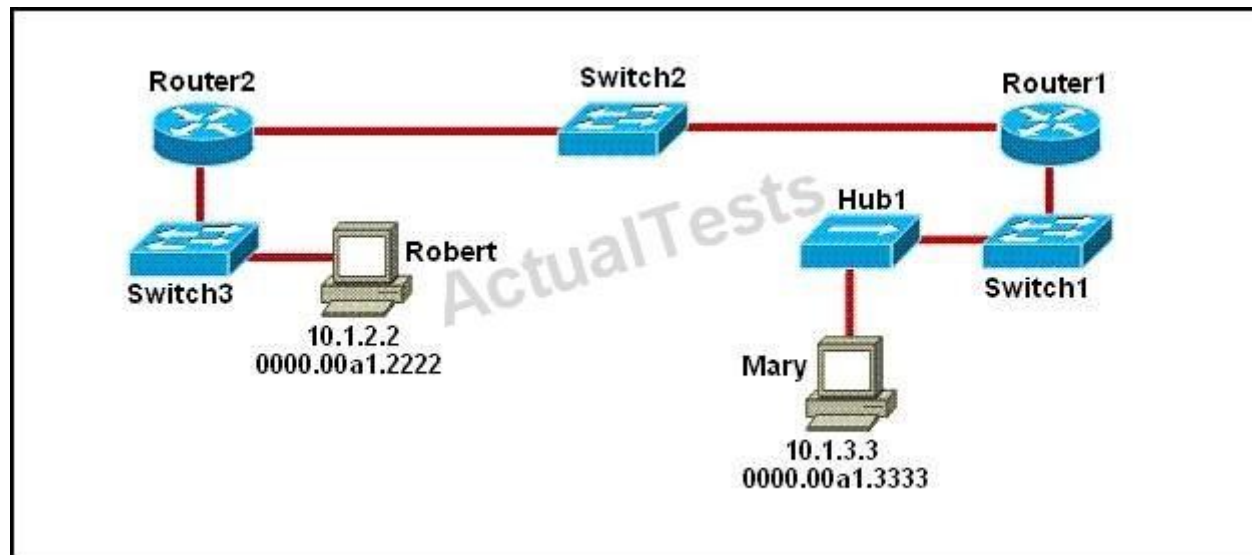 Router2
Switch2
Router1
Hub1
ActualTests
Robert
Switch3
Switch1
10.1.2.2
0000.00a1.2222
Mary
10.1.3.3
0000.00a1.3333